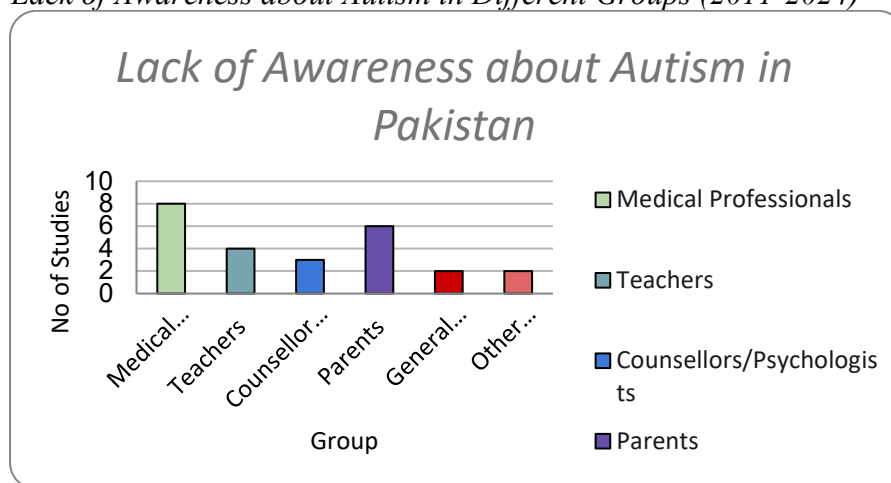 Lack of Awareness about Autism in Different Groups (2011-2024)
Lack of Awareness about Autism in
Pakistan
10
8
6
4
2
0
No of Studies
Medical...
Teachers
Counsellor...
Parents
General...
Other...
Group
Medical Professionals
Teachers
Counsellors/Psychologis
ts
Parents